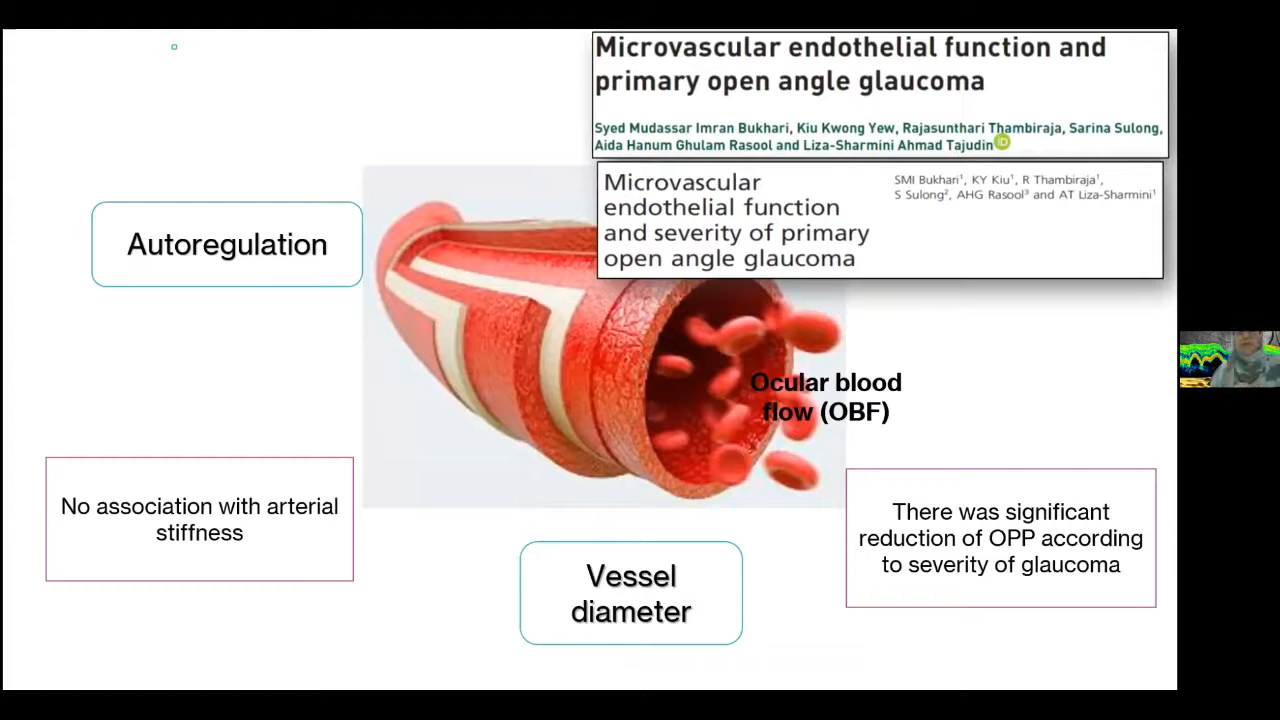 Microvascular endothelial function and
primary open angle glaucoma
Syed Mudassar Imran Bukhari, Kiu Kwong Yew, Rajasunthari Thambiraja, Sarina Sulong,
Aida Hanum Ghulam Rasool and Liza-Sharmini Ahmad Tajudin iD
Microvascular
endothelial function
and severity of primary
open angle glaucoma
SMI Bukhari¹, KY Kiu¹, R Thambiraja¹,
S Sulong², AHG Rasool³ and AT Liza-Sharmini¹
Autoregulation
Ocular blood
flow (OBF)
No association with arterial
stiffness
There was significant
reduction of OPP according
to severity of glaucoma
Vessel
diameter